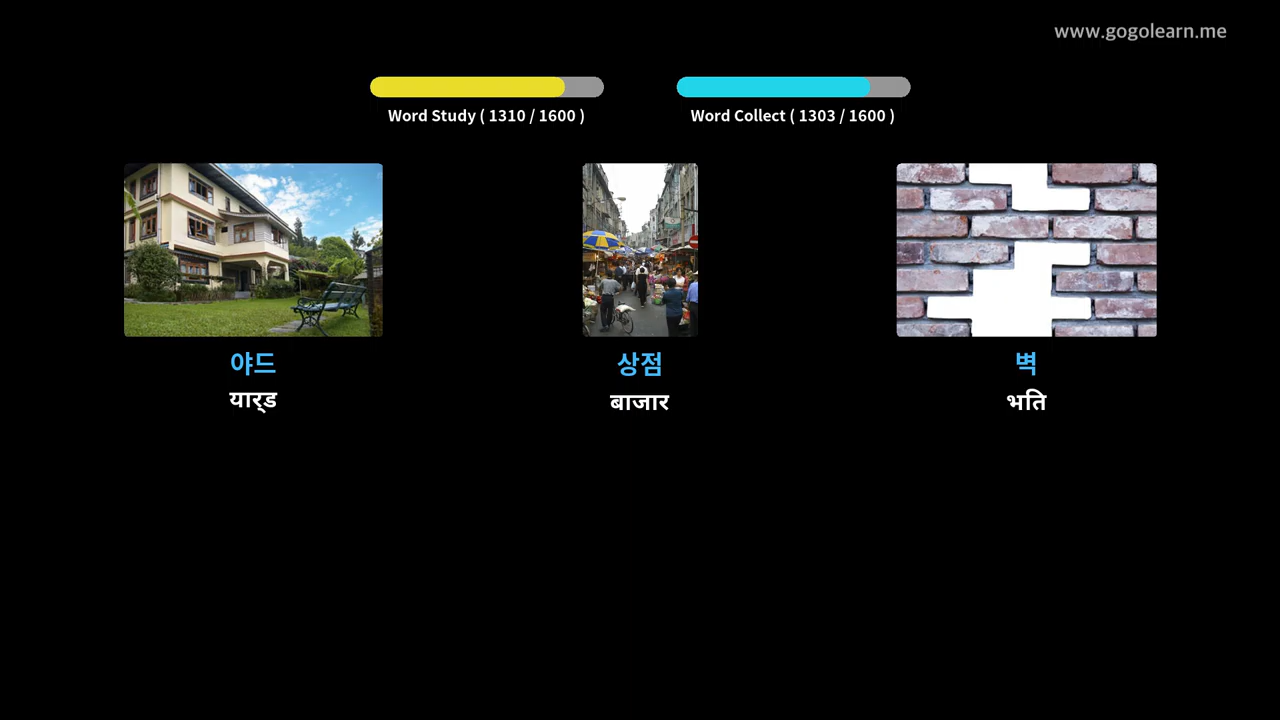 www.gogolearn.me
Word Study ( 1310 / 1600 )
Word Collect ( 1303 / 1600 )
야드
상점
벽
यार्ड
बाजार
भति